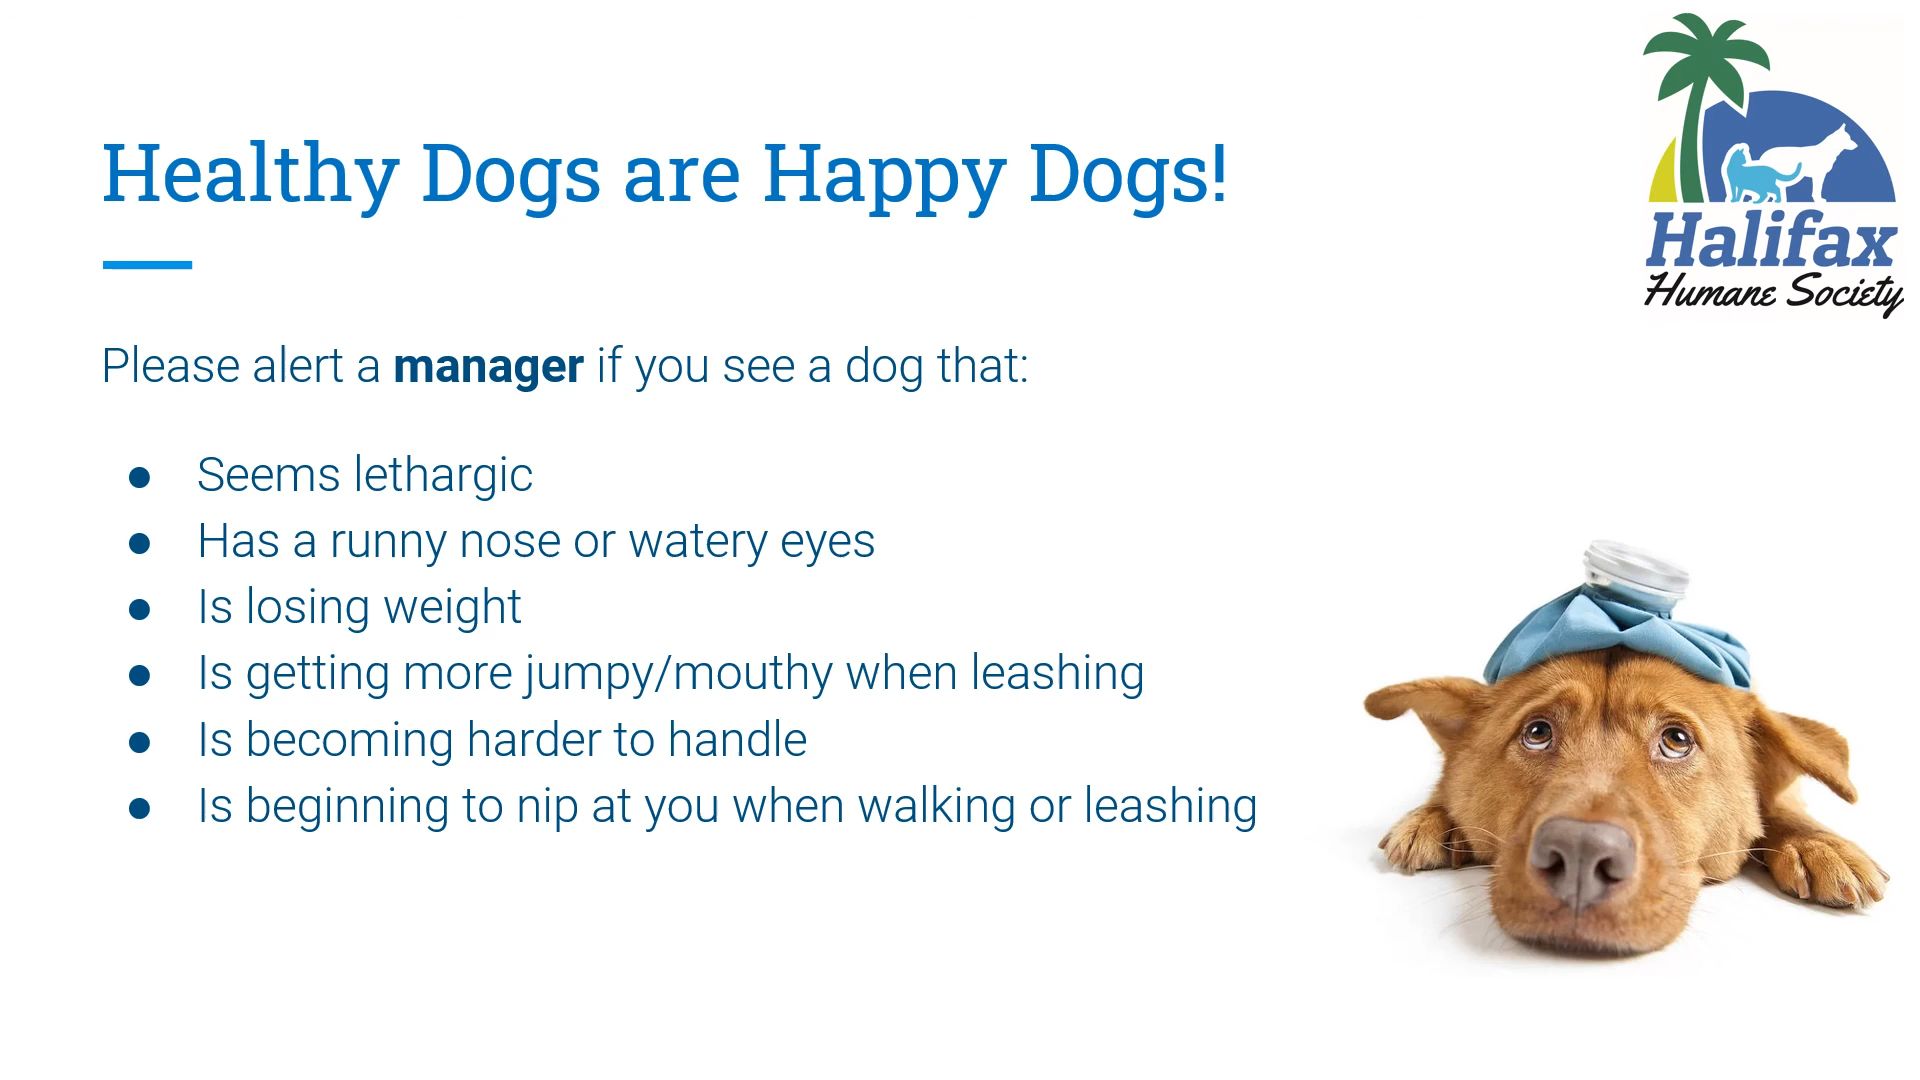 Healthy Dogs are Happy Dogs!
Halifax
Humane Society
Please alert a manager if you see a dog that:
● Seems lethargic
● Has a runny nose or watery eyes
● Is losing weight
● Is getting more jumpy/mouthy when leashing
● Is becoming harder to handle
● Is beginning to nip at you when walking or leashing